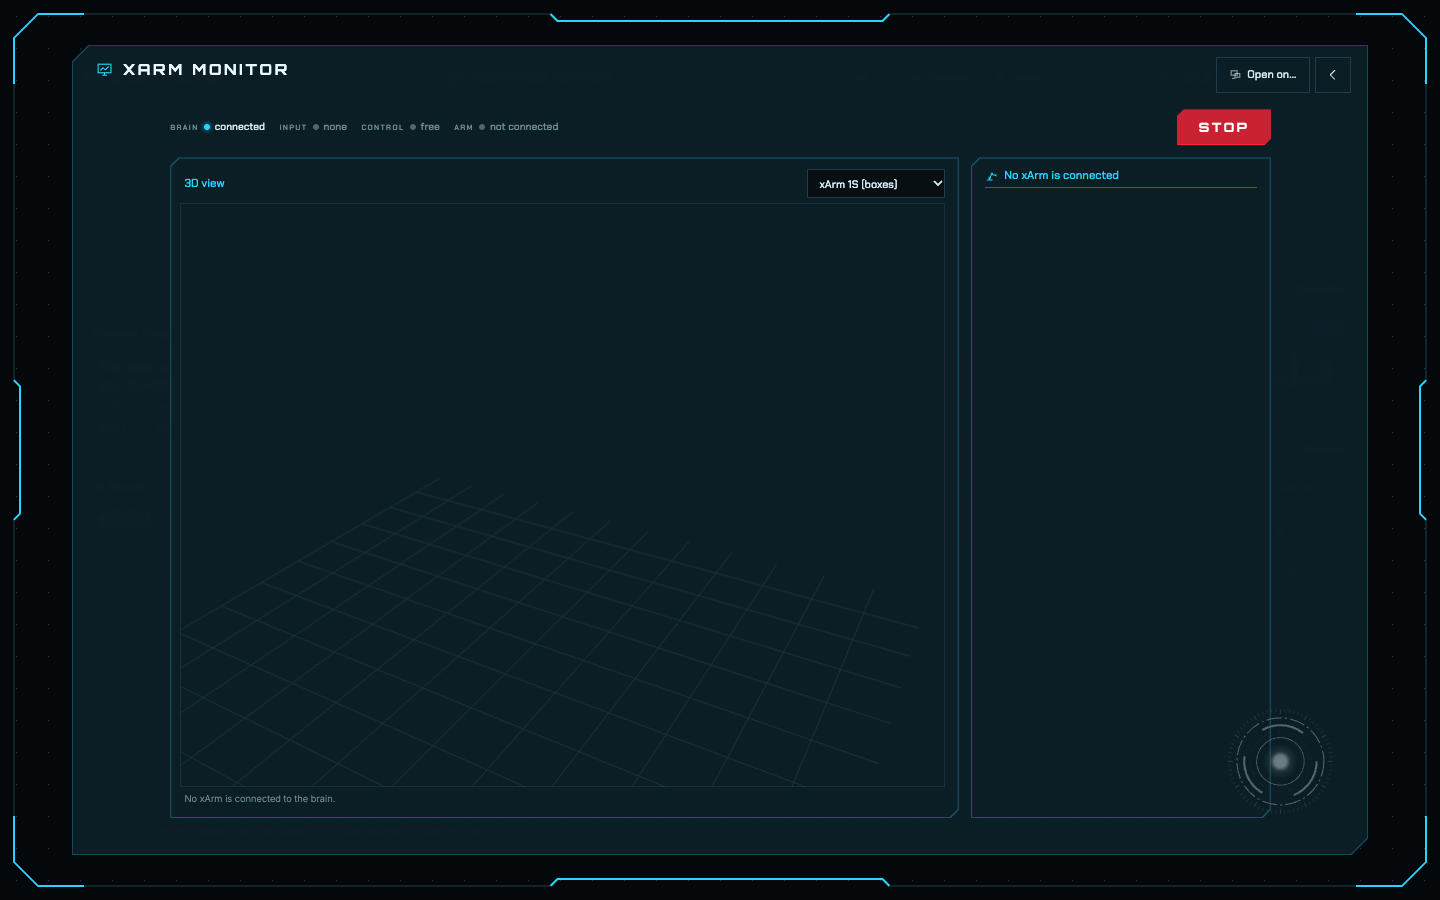 XARM MONITOR
Open on...
BRAIN connected INPUT none CONTROL free ARM not connected
STOP
3D view
xArm 1S (boxes)
No xArm is connected
No xArm is connected to the brain.